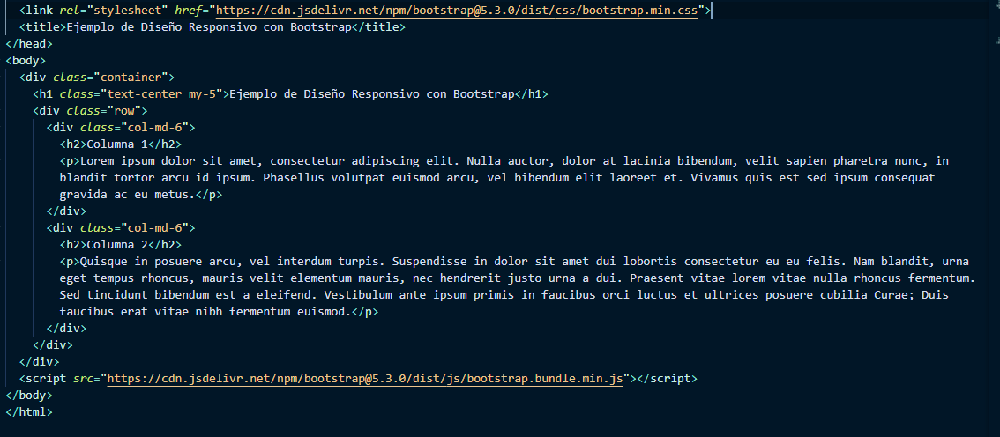 <link rel="stylesheet" href="https://cdn.jsdelivr.net/npm/bootstrap@5.3.0/dist/css/bootstrap.min.css">
<title>Ejemplo de Diseño Responsivo con Bootstrap</title>
</head>
<body>
<div class="container">
<h1 class="text-center my-5">Ejemplo de Diseño Responsivo con Bootstrap</h1>
<div class="row">
<div class="col-md-6">
<h2>Columna 1</h2>
<p>Lorem ipsum dolor sit amet, consectetur adipiscing elit. Nulla auctor, dolor at lacinia bibendum, velit sapien pharetra nunc, in
blandit tortor arcu id ipsum. Phasellus volutpat euismod arcu, vel bibendum elit laoreet et. Vivamus quis est sed ipsum consequat
gravida ac eu metus.</p>
</div>
<div class="col-md-6">
<h2>Columna 2</h2>
<p>Quisque in posuere arcu, vel interdum turpis. Suspendisse in dolor sit amet dui lobortis consectetur eu eu felis. Nam blandit, urna
eget tempus rhoncus, mauris velit elementum mauris, nec hendrerit justo urna a dui. Praesent vitae lorem vitae nulla rhoncus fermentum.
Sed tincidunt bibendum est a eleifend. Vestibulum ante ipsum primis in faucibus orci luctus et ultrices posuere cubilia Curae; Duis
faucibus erat vitae nibh fermentum euismod.</p>
</div>
</div>
</div>
<script src="https://cdn.jsdelivr.net/npm/bootstrap@5.3.0/dist/js/bootstrap.bundle.min.js"></script>
</body>
</html>